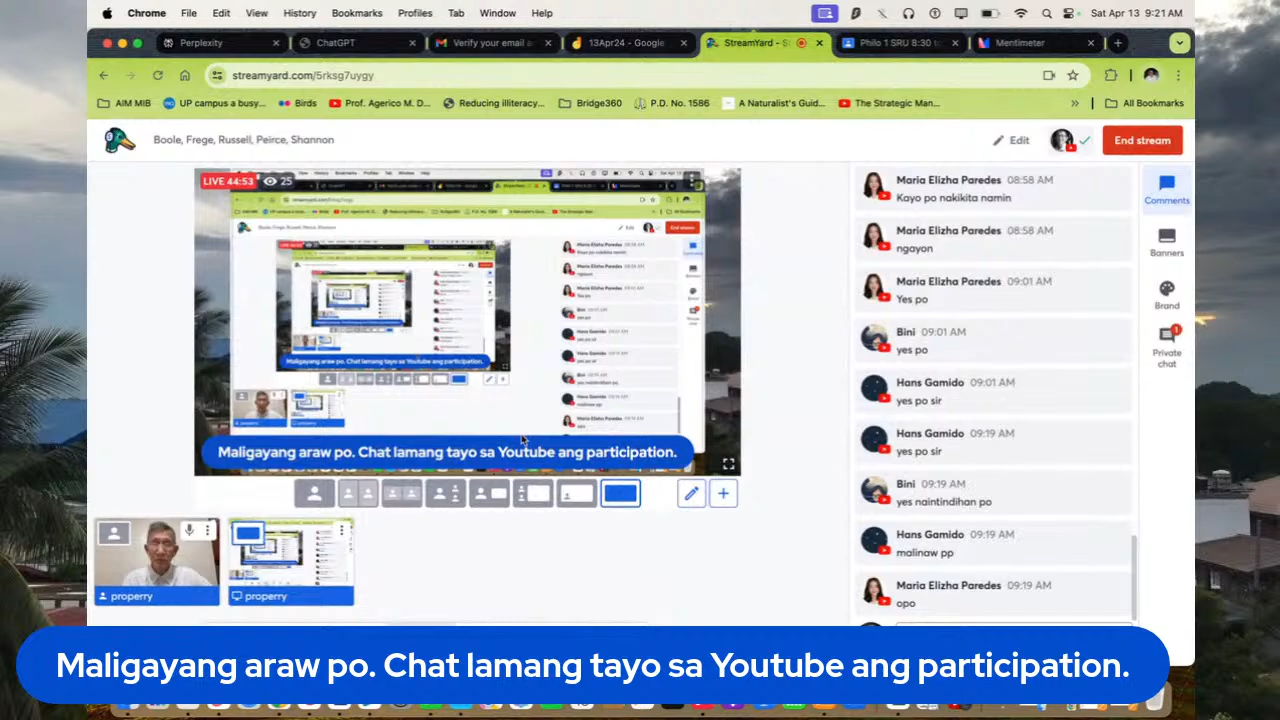 Chrome File Edit View History Bookmarks Profiles Tab Window Help Sat Apr 13 9:21 AM
Perplexity ChatGPT Verify your email a 13Apr24 - Google StreamYard - S Philo 1 SRU 8:30 to Mentimeter
streamyard.com/5rksg7uygy
AIM MIB UP campus a busy... Birds Prof. Agerico M. D... Reducing illiteracy... Bridge360 P.D. No. 1586 A Naturalist's Guid... The Strategic Man... » All Bookmarks
Boole, Frege, Russell, Peirce, Shannon Edit End stream
LIVE 44:53 25
Maligayang araw po. Chat lamang tayo sa Youtube ang participation.
properry
properry
Maria Elizha Paredes 08:58 AM
Kayo po nakikita namin
Maria Elizha Paredes 08:58 AM
ngayon
Maria Elizha Paredes 09:01 AM
Yes po
Bini 09:01 AM
yes po
Hans Gamido 09:01 AM
yes po sir
Hans Gamido 09:19 AM
yes po sir
Bini 09:19 AM
yes naintindihan po
Hans Gamido 09:19 AM
malinaw pp
Maria Elizha Paredes 09:19 AM
opo
Comments
Banners
Brand
1
Private
chat
Maligayang araw po. Chat lamang tayo sa Youtube ang participation.